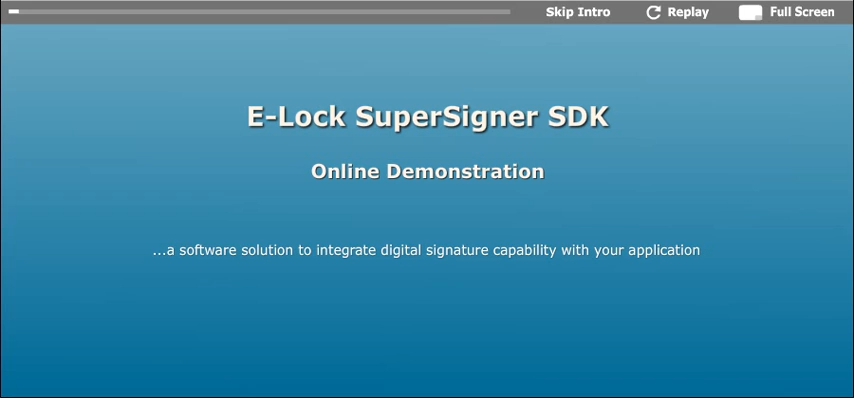 Skip Intro Replay Full Screen
E-Lock SuperSigner SDK
Online Demonstration
...a software solution to integrate digital signature capability with your application